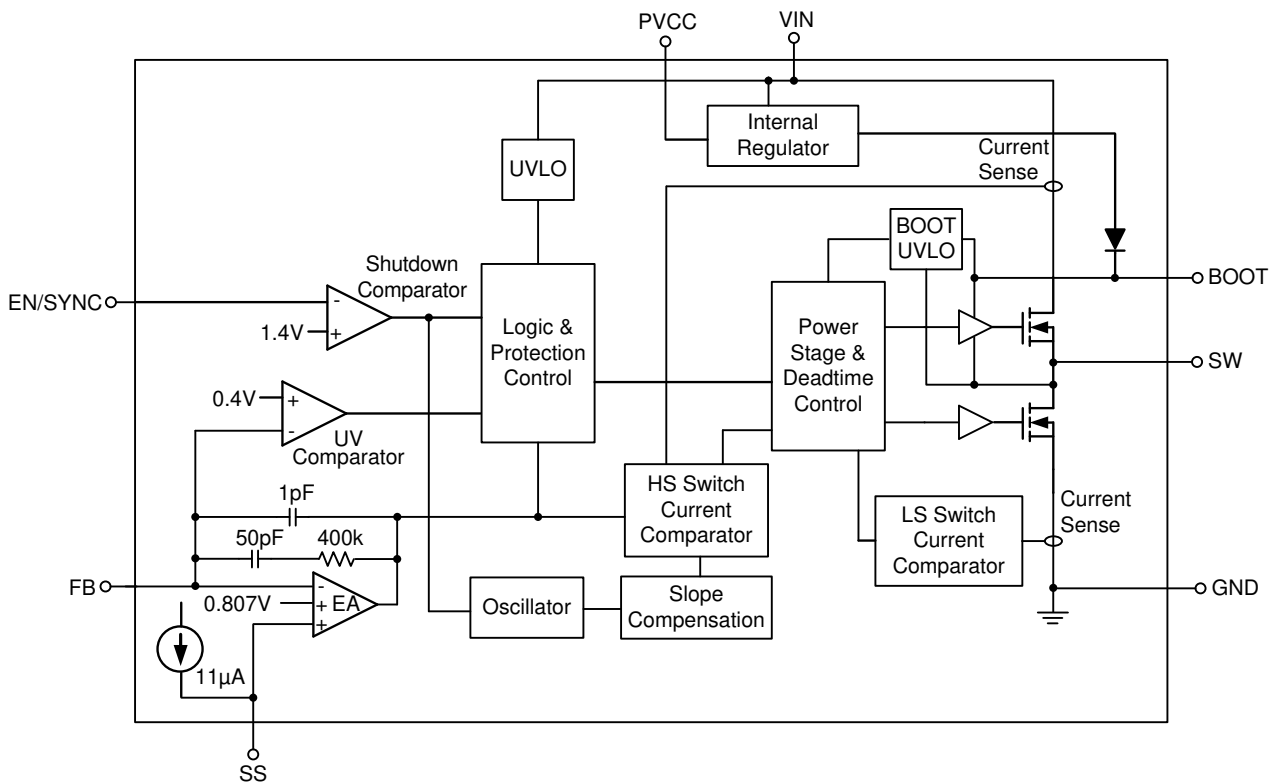 PVCC
VIN
Internal
Regulator
Current
Sense
UVLO
BOOT
UVLO
Shutdown
Comparator
EN/SYNC
-
1.4V
+
BOOT
Logic &
Protection
Control
Power
Stage &
Deadtime
Control
SW
0.4V
+
-
UV
Comparator
1pF
50pF
400k
HS Switch
Current
Comparator
LS Switch
Current
Comparator
Current
Sense
FB
-
0.807V
+
EA
+
Oscillator
Slope
Compensation
GND
11µA
SS